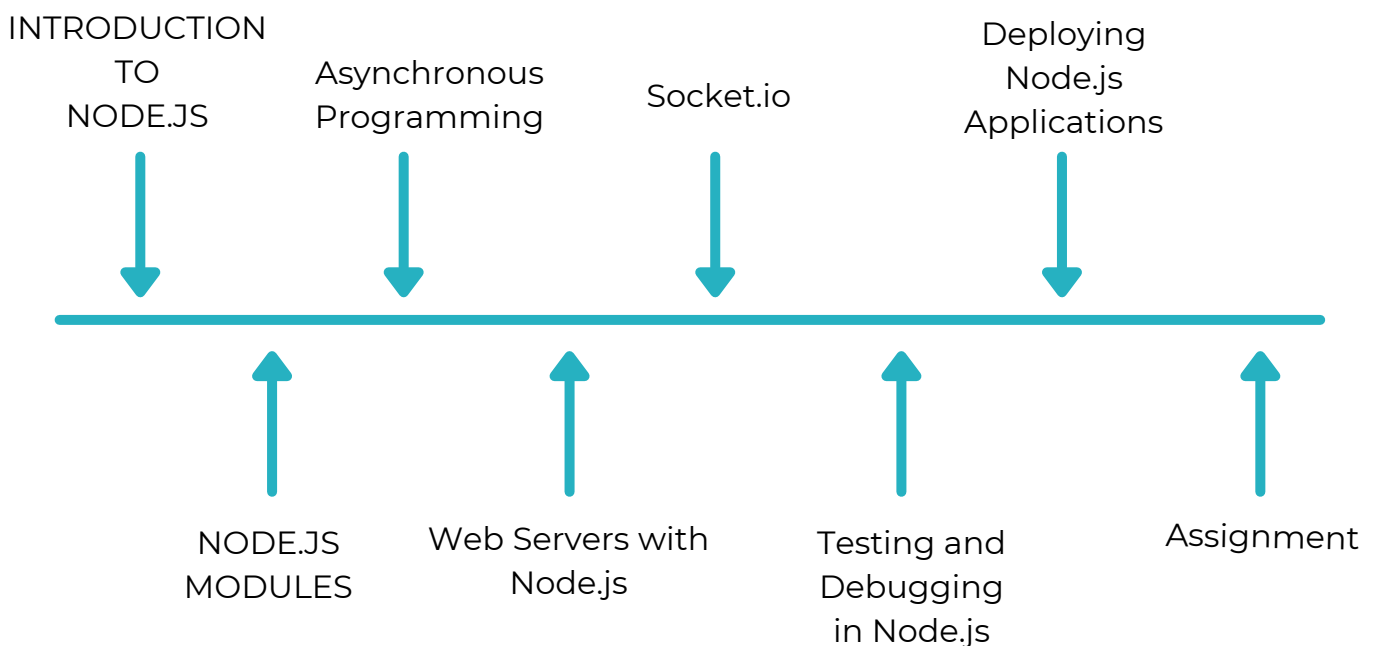 INTRODUCTION
TO
NODE.JS
Asynchronous
Programming
Socket.io
Deploying
Node.js
Applications
NODE.JS
MODULES
Web Servers with
Node.js
Testing and
Debugging
in Node.js
Assignment